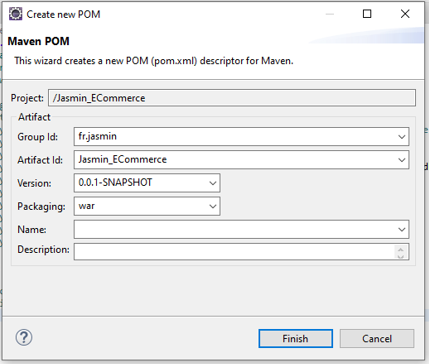 Create new POM
Maven POM
This wizard creates a new POM (pom.xml) descriptor for Maven.
Project: /Jasmin_ECommerce
Artifact
Group Id: fr.jasmin
Artifact Id: Jasmin_ECommerce
Version: 0.0.1-SNAPSHOT
Packaging: war
Name:
Description:
Finish Cancel